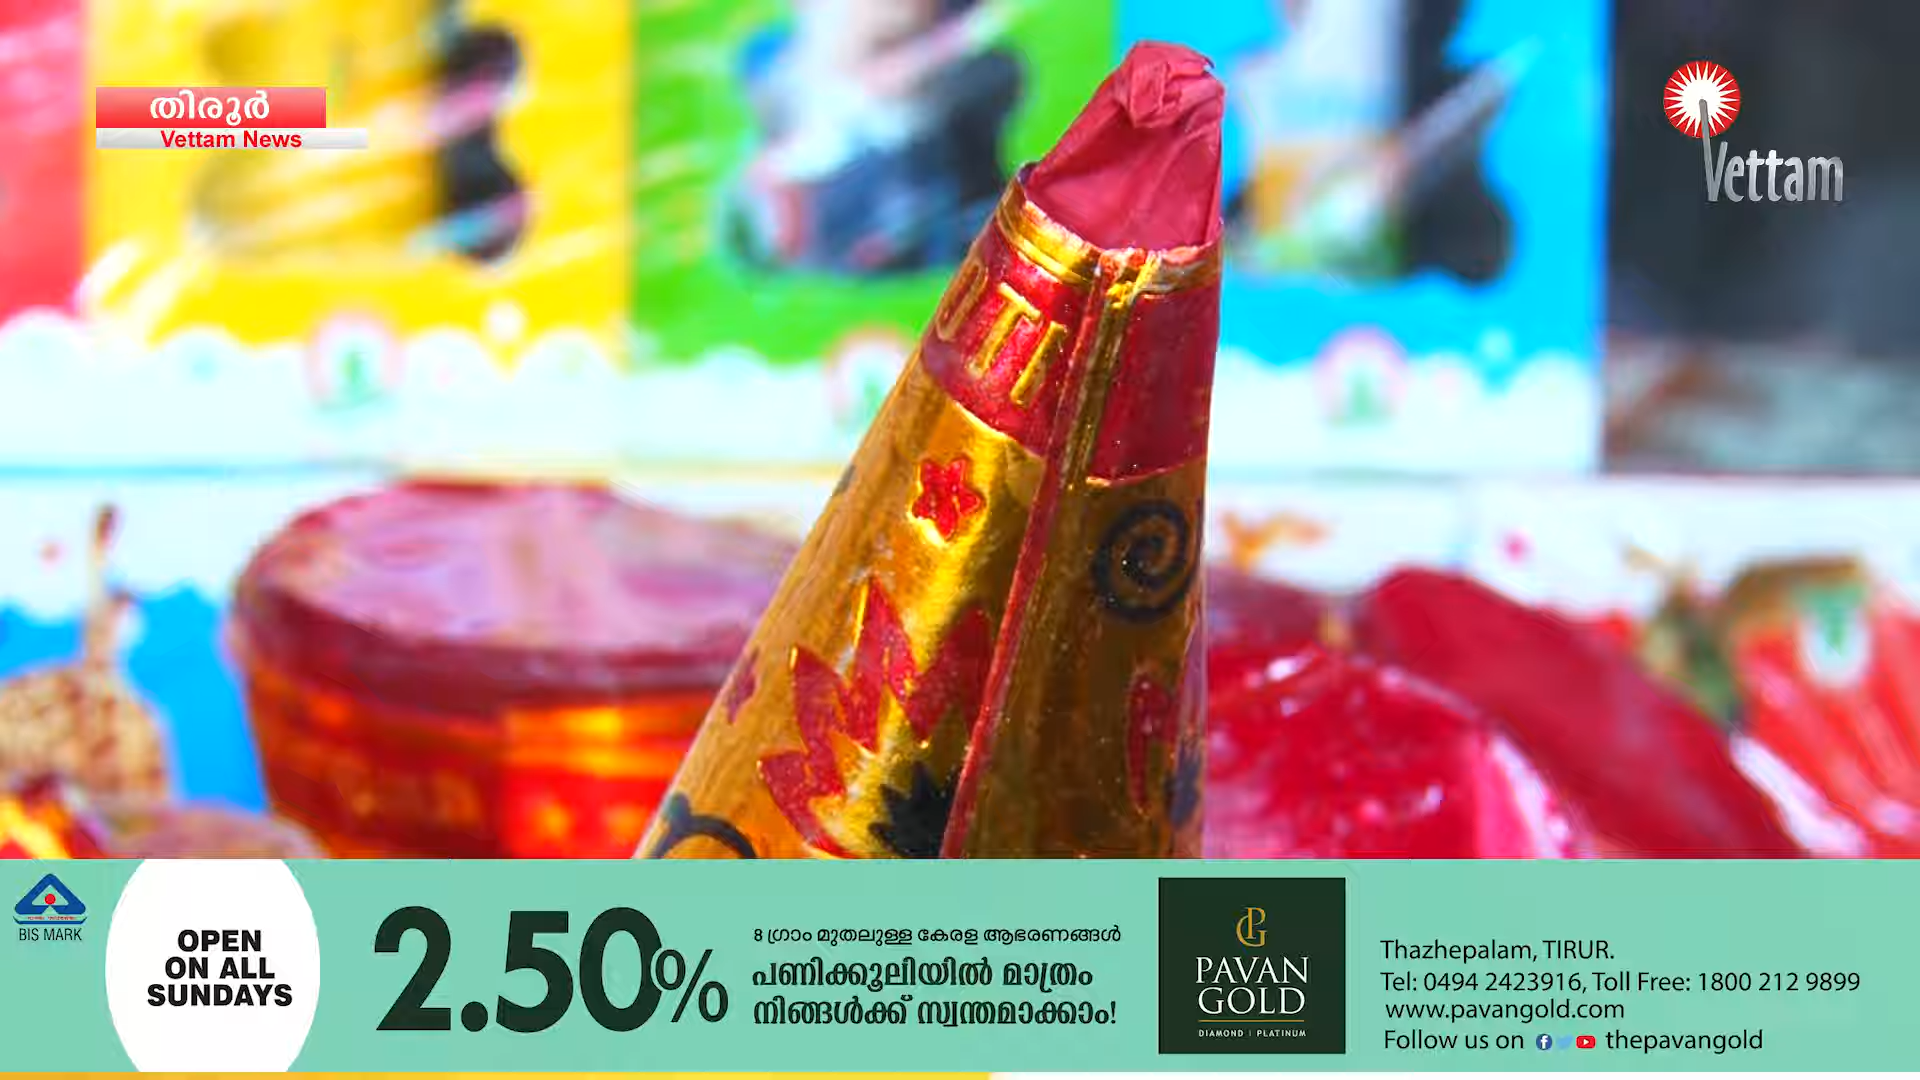 തിരൂർ
Vettam News
Vettam
OTI
BIS MARK
OPEN
ON ALL
SUNDAYS
2.50%
8 ഗ്രാം മുതലുള്ള കേരള ആഭരണങ്ങൾ
പണിക്കൂലിയിൽ മാത്രം
നിങ്ങൾക്ക് സ്വന്തമാക്കാം!
PG
PAVAN
GOLD
DIAMOND | PLATINUM
Thazhepalam, TIRUR.
Tel: 0494 2423916, Toll Free: 1800 212 9899
www.pavangold.com
Follow us on thepavangold